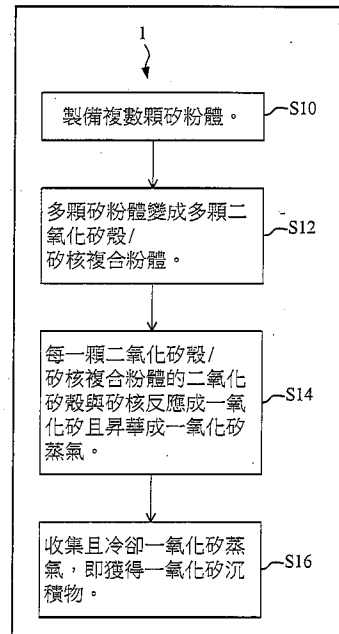 1
製備複數顆矽粉體。
S10
多顆矽粉體變成多顆二
氧化矽殼/
矽核複合粉體。
S12
每一顆二氧化矽殼/
矽核複合粉體的二氧化
矽殼與矽核反應成一氧
化矽且昇華成一氧化矽
蒸氣。
S14
收集且冷卻一氧化矽蒸
氣，即獲得一氧化矽沉
積物。
S16